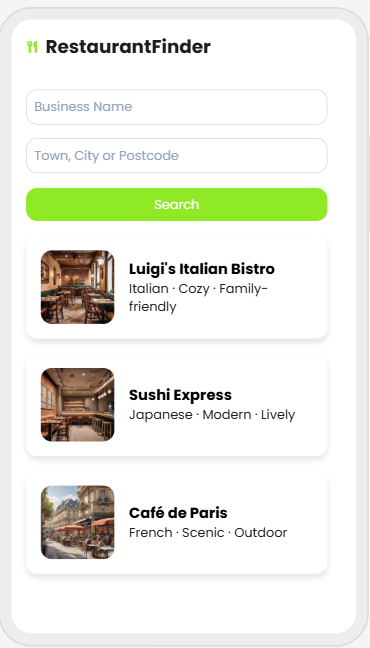 RestaurantFinder
Business Name
Town, City or Postcode
Search
Luigi's Italian Bistro
Italian · Cozy · Family-
friendly
Sushi Express
Japanese · Modern · Lively
Café de Paris
French · Scenic · Outdoor